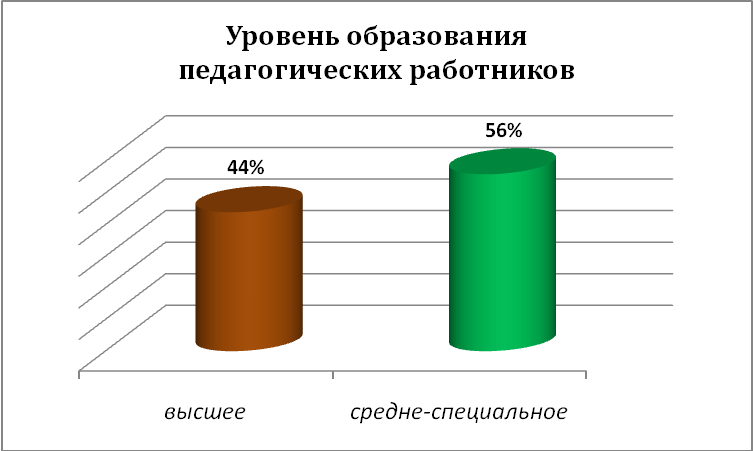 Уровень образования
педагогических работников
44%
56%
высшее
средне-специальное